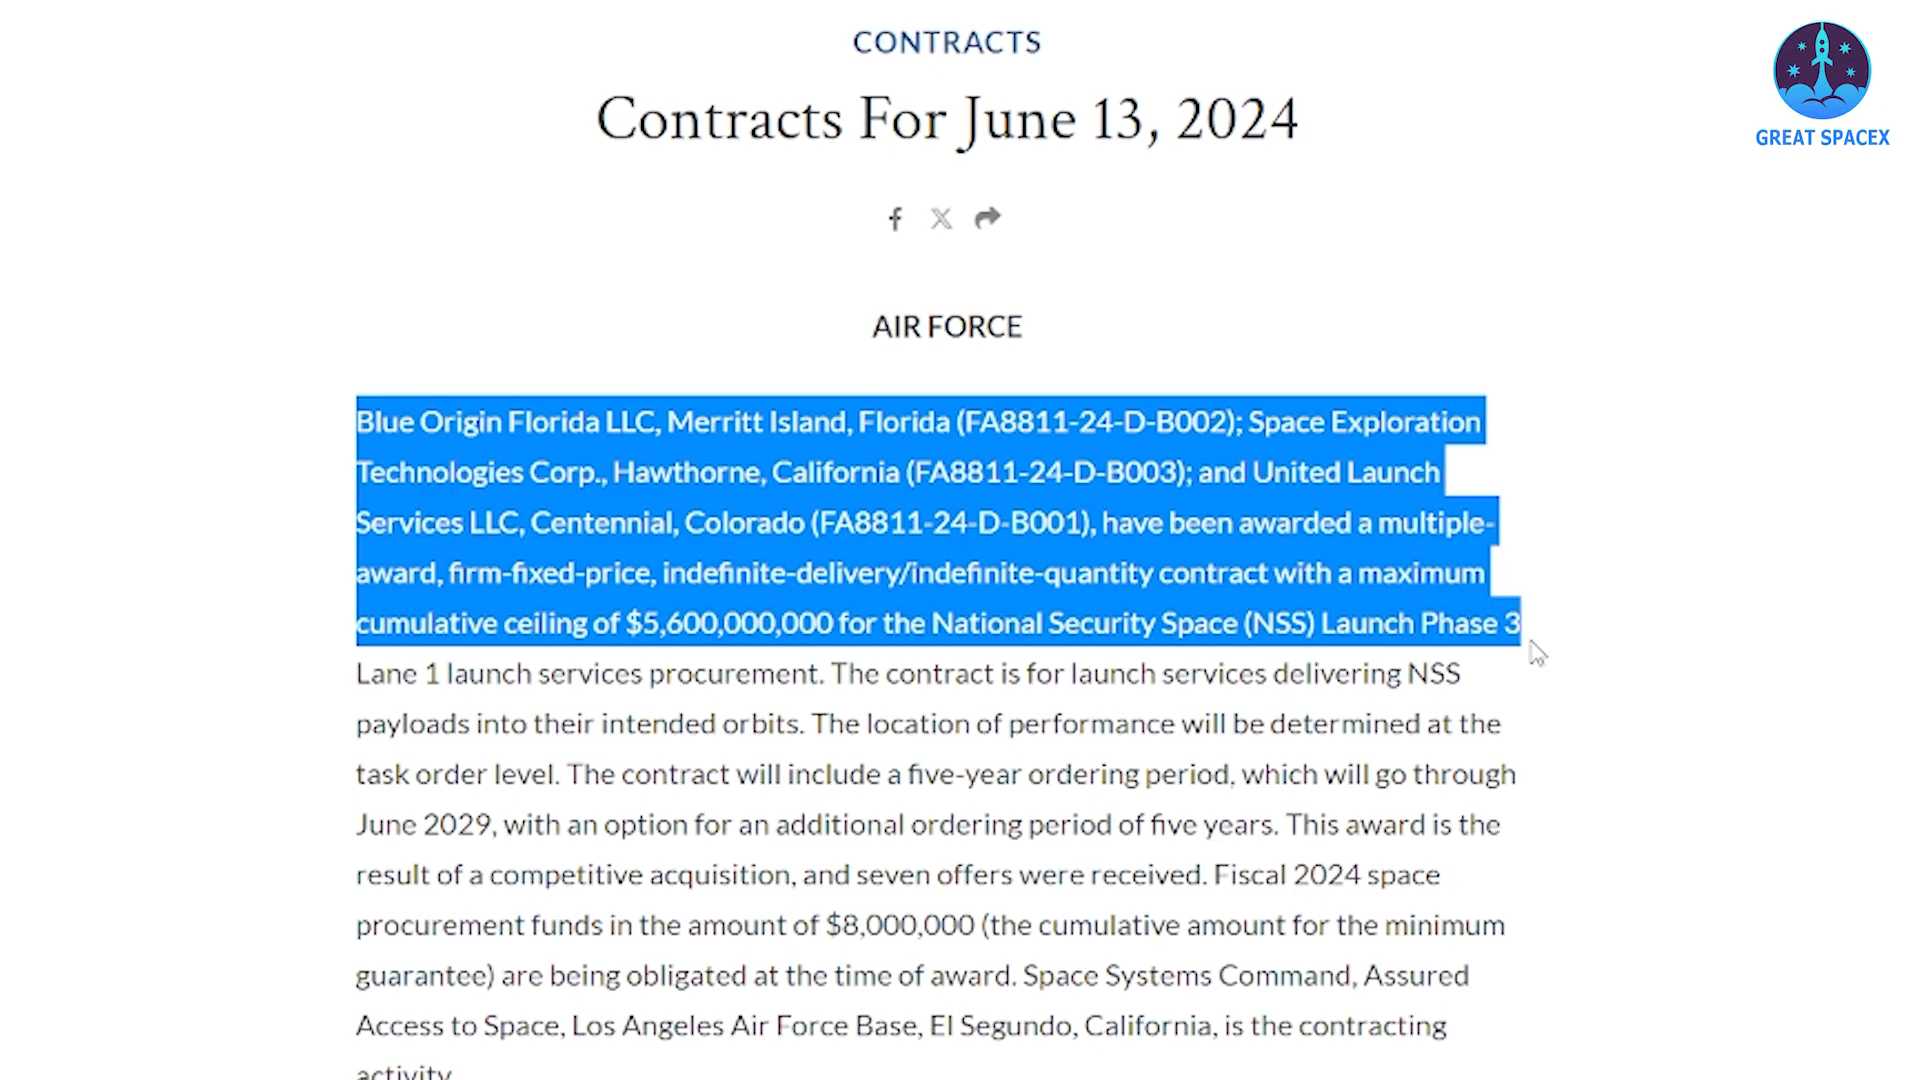 CONTRACTS
GREAT SPACEX
Contracts For June 13, 2024
AIR FORCE
Blue Origin Florida LLC, Merritt Island, Florida (FA8811-24-D-B002); Space Exploration
Technologies Corp., Hawthorne, California (FA8811-24-D-B003); and United Launch
Services LLC, Centennial, Colorado (FA8811-24-D-B001), have been awarded a multiple-
award, firm-fixed-price, indefinite-delivery/indefinite-quantity contract with a maximum
cumulative ceiling of $5,600,000,000 for the National Security Space (NSS) Launch Phase 3
Lane 1 launch services procurement. The contract is for launch services delivering NSS
payloads into their intended orbits. The location of performance will be determined at the
task order level. The contract will include a five-year ordering period, which will go through
June 2029, with an option for an additional ordering period of five years. This award is the
result of a competitive acquisition, and seven offers were received. Fiscal 2024 space
procurement funds in the amount of $8,000,000 (the cumulative amount for the minimum
guarantee) are being obligated at the time of award. Space Systems Command, Assured
Access to Space, Los Angeles Air Force Base, El Segundo, California, is the contracting
activity.